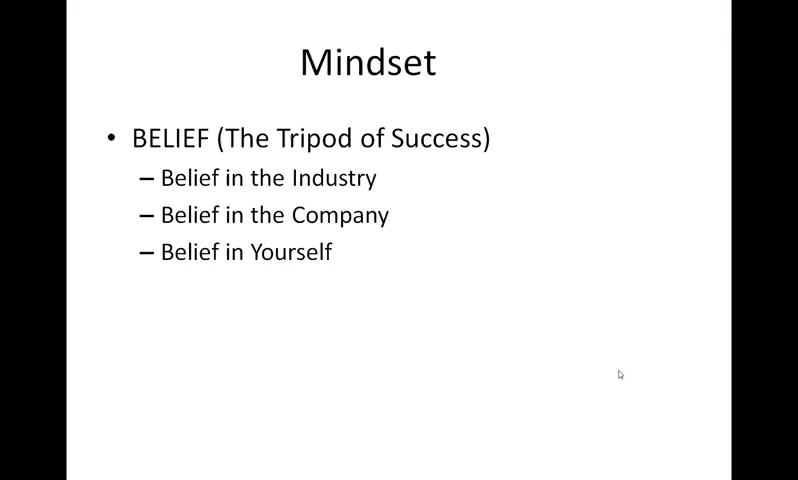 Mindset
• BELIEF (The Tripod of Success)
– Belief in the Industry
– Belief in the Company
– Belief in Yourself